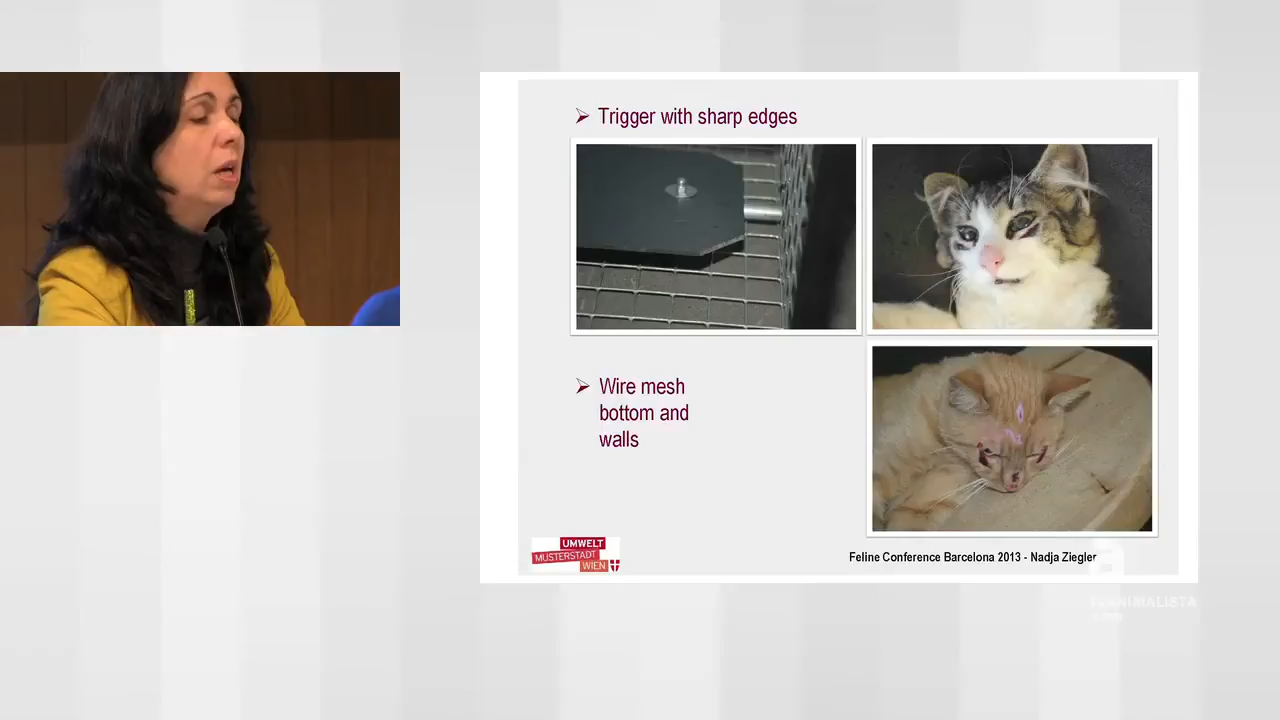 Trigger with sharp edges
Wire mesh
bottom and
walls
UMWELT
MUSTERSTADT
WIEN
Feline Conference Barcelona 2013 - Nadja Ziegler